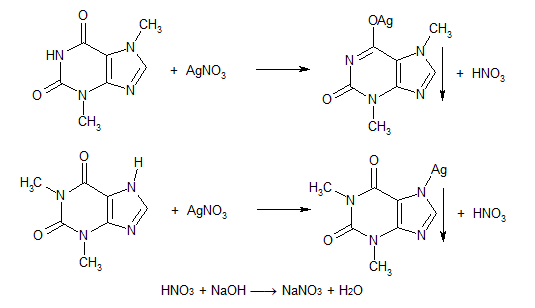 O
CH₃
HN
N
O
N
N
CH₃
+ AgNO₃
OAg
CH₃
N
N
O
N
N
CH₃
+ HNO₃
O
H
H₃C
N
N
O
N
N
CH₃
+ AgNO₃
O
Ag
H₃C
N
N
O
N
N
CH₃
+ HNO₃
HNO₃ + NaOH ⟶ NaNO₃ + H2O